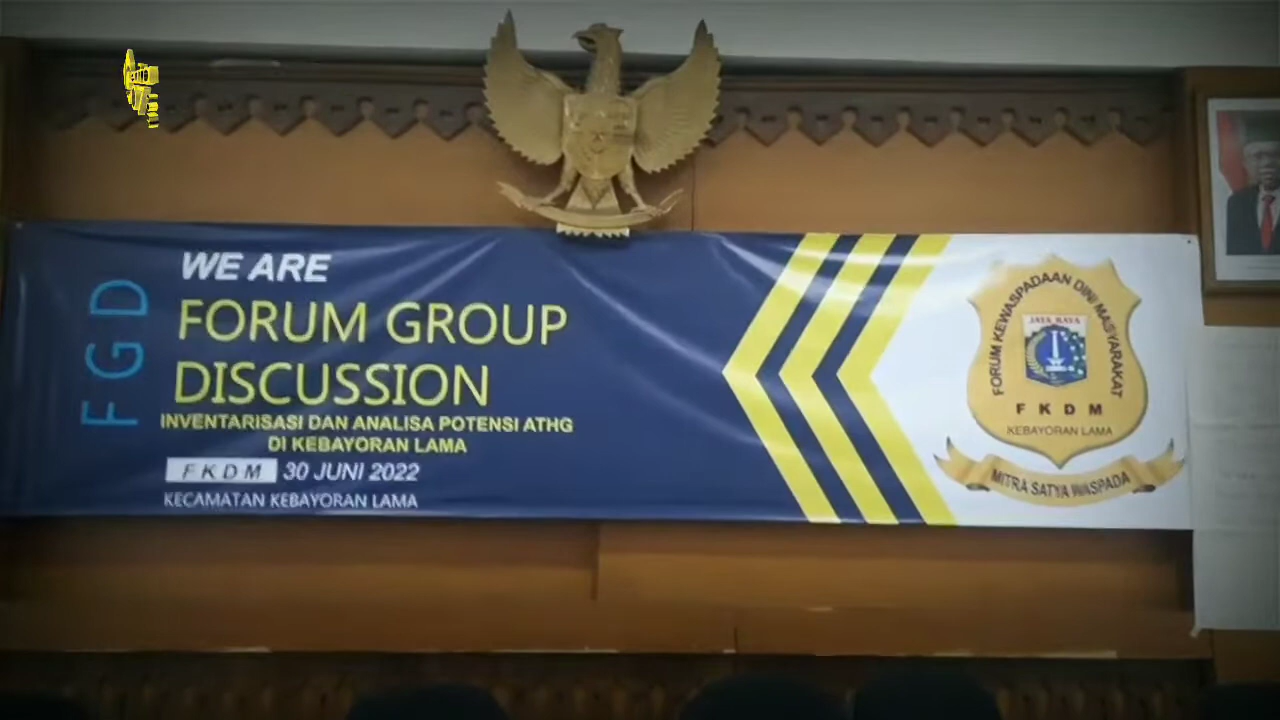 WE ARE
FGD
FORUM GROUP
DISCUSSION
INVENTARISASI DAN ANALISA POTENSI ATHG
DI KEBAYORAN LAMA
FKDM 30 JUNI 2022
KECAMATAN KEBAYORAN LAMA
FORUM KEWASPADAAN DINI MASYARAKAT
JAYA RAYA
FKDM
KEBAYORAN LAMA
MITRA SATYA WASPADA